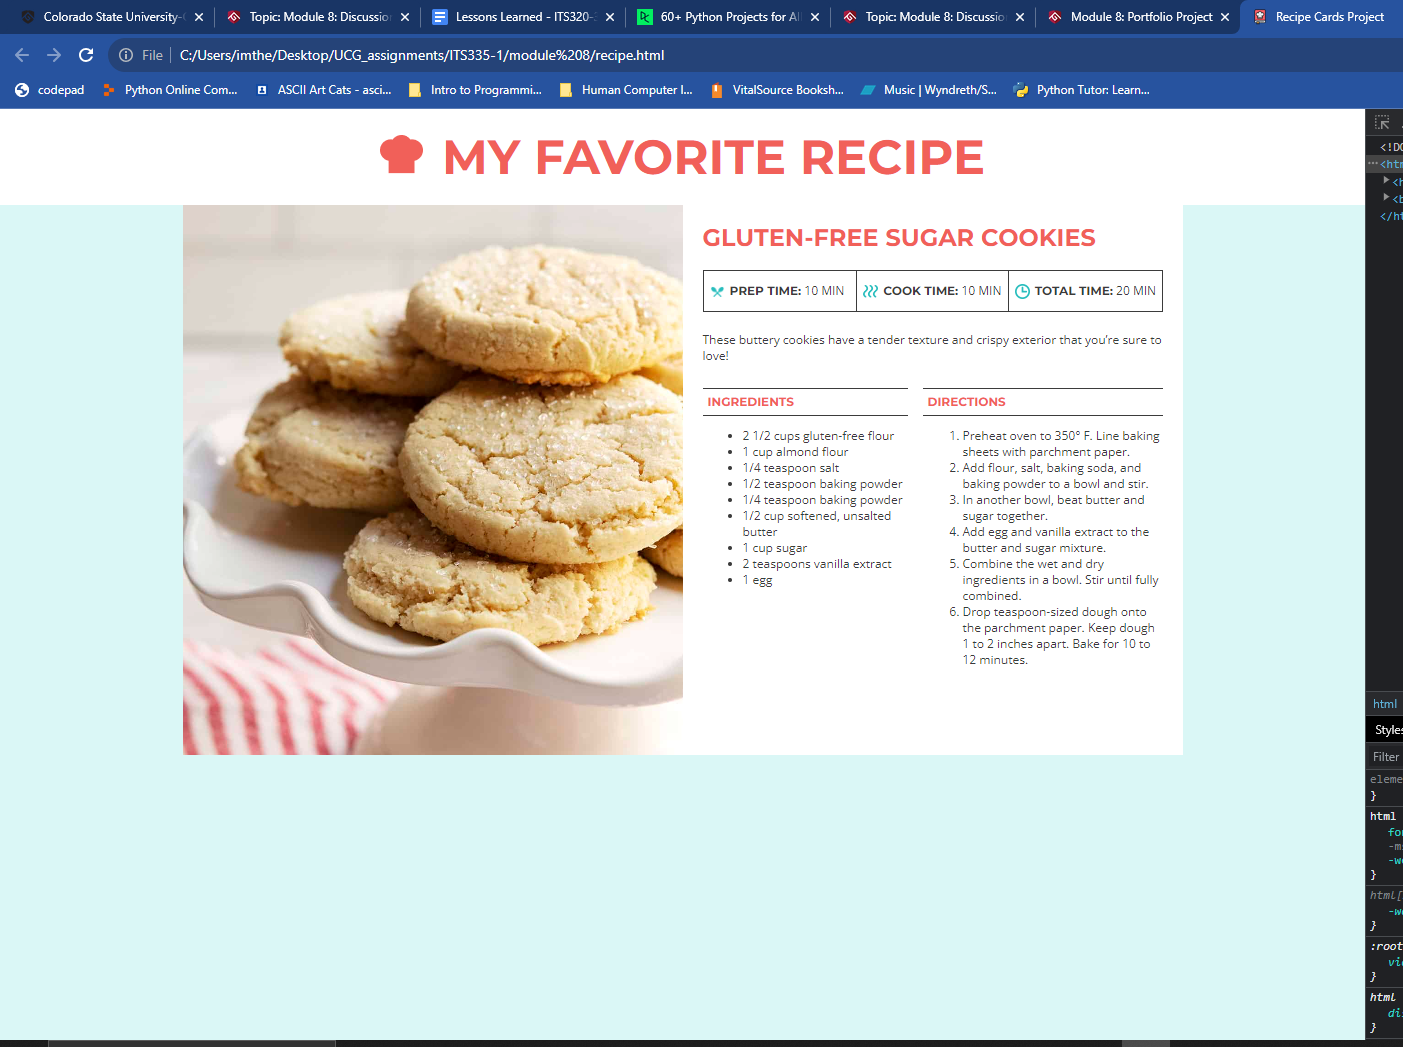 Colorado State University-
Topic: Module 8: Discussio
Lessons Learned - ITS320-
60+ Python Projects for Al
Topic: Module 8: Discussio
Module 8: Portfolio Project
Recipe Cards Project
File
C:/Users/imthe/Desktop/UCG_assignments/ITS335-1/module%208/recipe.html
codepad
Python Online Com...
ASCII Art Cats - asci...
Intro to Programmi...
Human Computer I...
VitalSource Booksh...
Music | Wyndreth/S...
Python Tutor: Learn...
MY FAVORITE RECIPE
GLUTEN-FREE SUGAR COOKIES
PREP TIME: 10 MIN
COOK TIME: 10 MIN
TOTAL TIME: 20 MIN
These buttery cookies have a tender texture and crispy exterior that you're sure to
love!
INGREDIENTS
• 2 1/2 cups gluten-free flour
• 1 cup almond flour
• 1/4 teaspoon salt
• 1/2 teaspoon baking powder
• 1/4 teaspoon baking powder
• 1/2 cup softened, unsalted
butter
• 1 cup sugar
• 2 teaspoons vanilla extract
• 1 egg
DIRECTIONS
1. Preheat oven to 350° F. Line baking
sheets with parchment paper.
2. Add flour, salt, baking soda, and
baking powder to a bowl and stir.
3. In another bowl, beat butter and
sugar together.
4. Add egg and vanilla extract to the
butter and sugar mixture.
5. Combine the wet and dry
ingredients in a bowl. Stir until fully
combined.
6. Drop teaspoon-sized dough onto
the parchment paper. Keep dough
1 to 2 inches apart. Bake for 10 to
12 minutes.
<!DO
<htm
<h
<b
</ht
html
Styles
Filter
eleme
}
html
fo
-m
-w
}
html[
-w
}
:root
vi
}
html
di
}